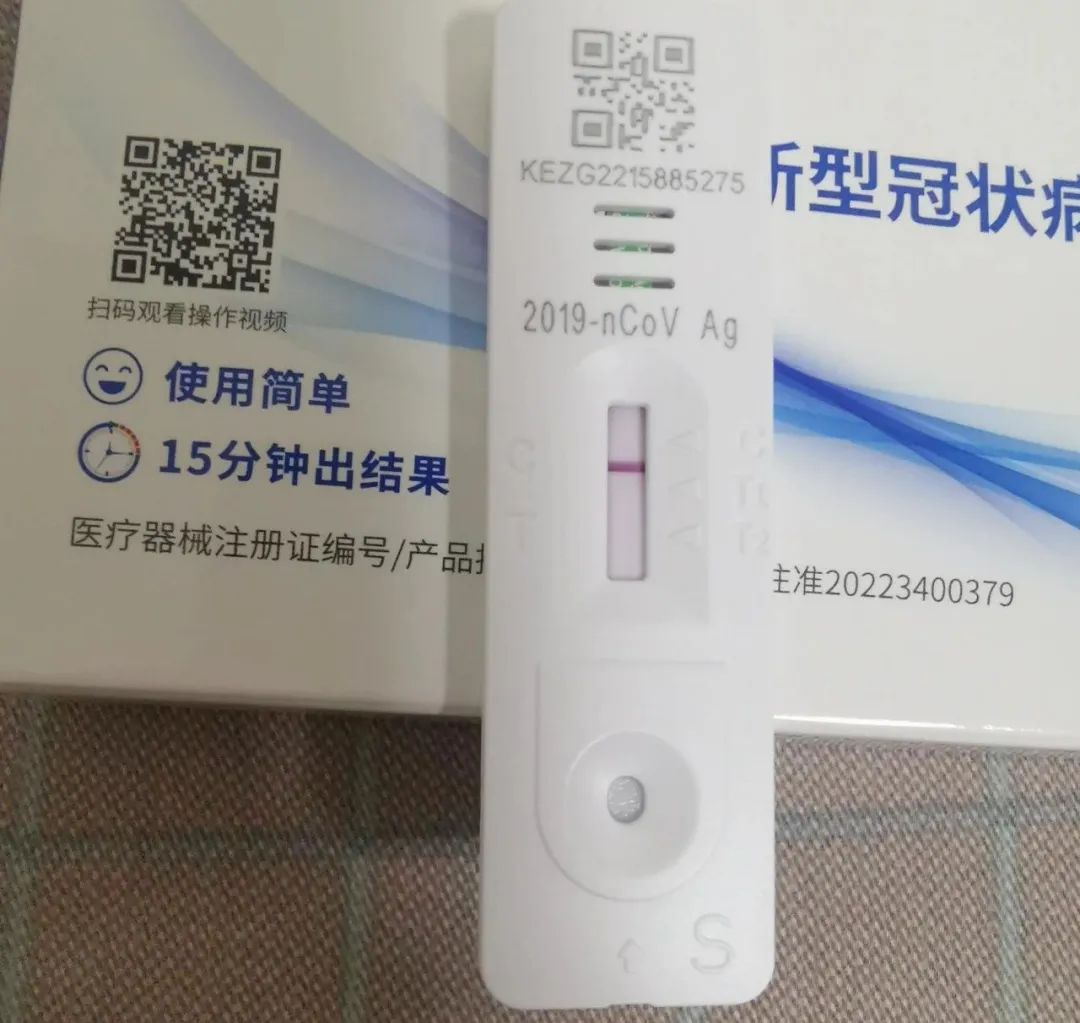 KEZG2215885275
2019-nCoV Ag
C
T
C
T1
T2
S
型冠状
扫码观看操作视频
使用简单
15分钟出结果
医疗器械注册证编号/产品
注准20223400379